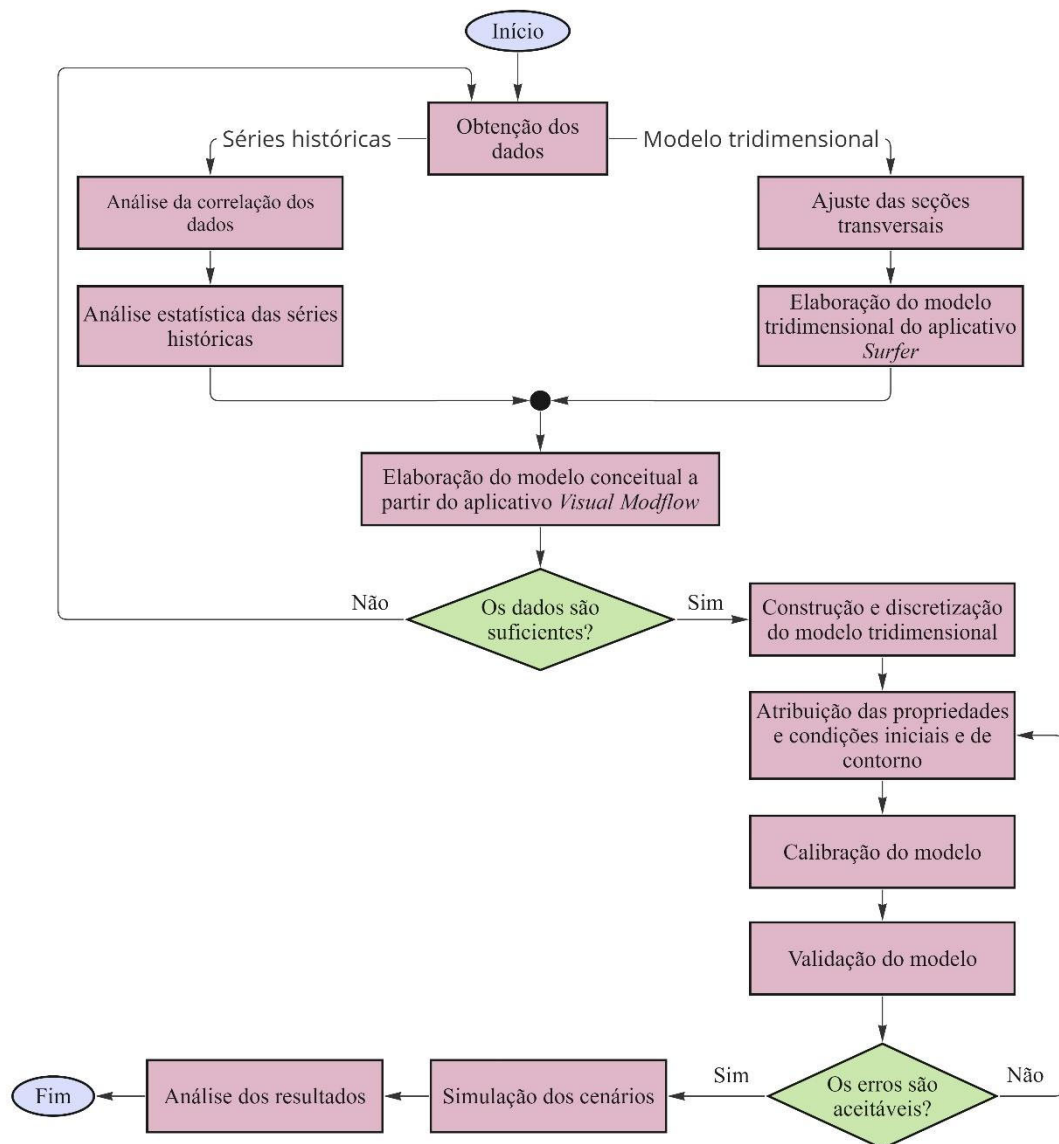 Início
Obtenção dos
dados
Séries históricas
Modelo tridimensional
Análise da correlação dos
dados
Análise estatística das séries
históricas
Ajuste das seções
transversais
Elaboração do modelo
tridimensional do aplicativo
Surfer
Elaboração do modelo conceitual a
partir do aplicativo Visual Modflow
Os dados são
suficientes?
Não
Sim
Construção e discretização
do modelo tridimensional
Atribuição das propriedades
e condições iniciais e de
contorno
Calibração do modelo
Validação do modelo
Os erros são
aceitáveis?
Não
Sim
Simulação dos cenários
Análise dos resultados
Fim